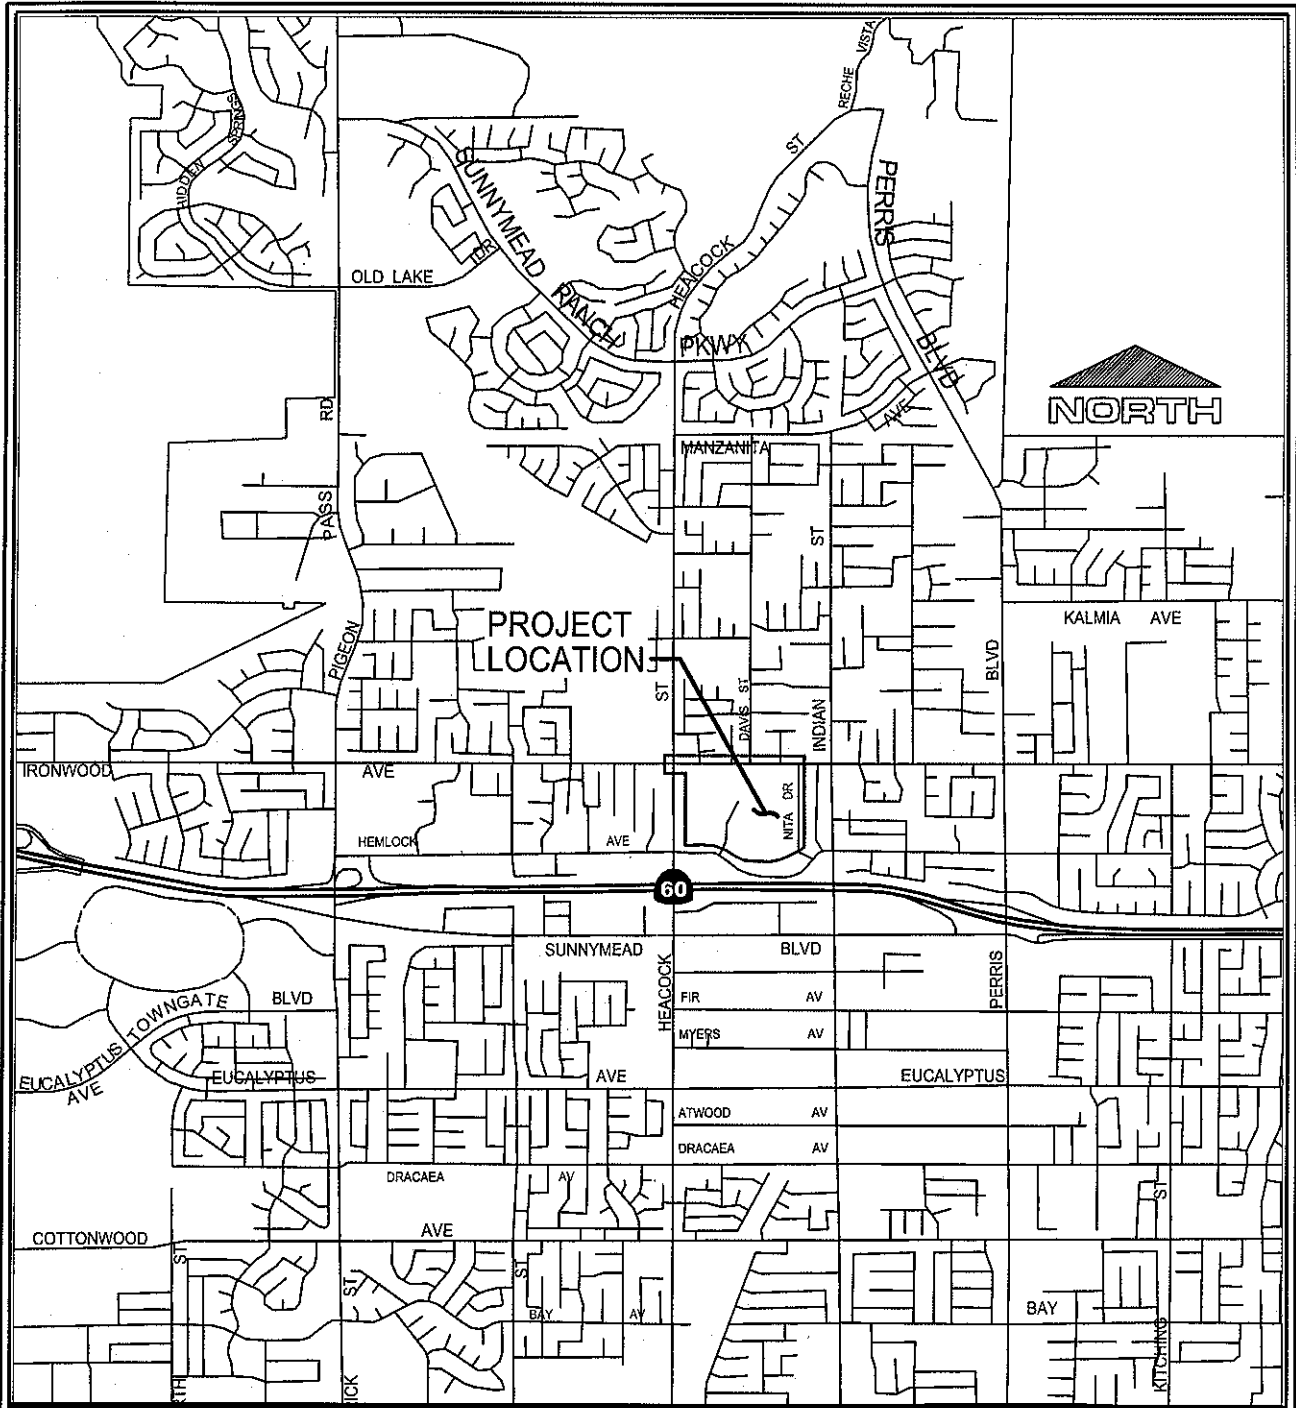 RECHE VISTA
HIDDEN SPRINGS
SUNNYMEAD RANCH PKWY
HEACOCK ST
PERRIS BLVD
OLD LAKE DR
NORTH
MANZANITA AVE
PIGEON PASS RD
PROJECT
LOCATION
KALMIA AVE
ST
DAVIS ST
INDIAN ST
BLVD
IRONWOOD AVE
NITA DR
HEMLOCK AVE
60
SUNNYMEAD BLVD
HEACOCK
PERRIS
TOWNGATE BLVD
FIR AV
MYERS AV
EUCALYPTUS
AVE
EUCALYPTUS AVE EUCALYPTUS
ATWOOD AV
DRACAEA AV
DRACAEA AV
COTTONWOOD AVE
ST
ST
ST
ST
BAY AV
BAY
KITCHING
RTH
ICK